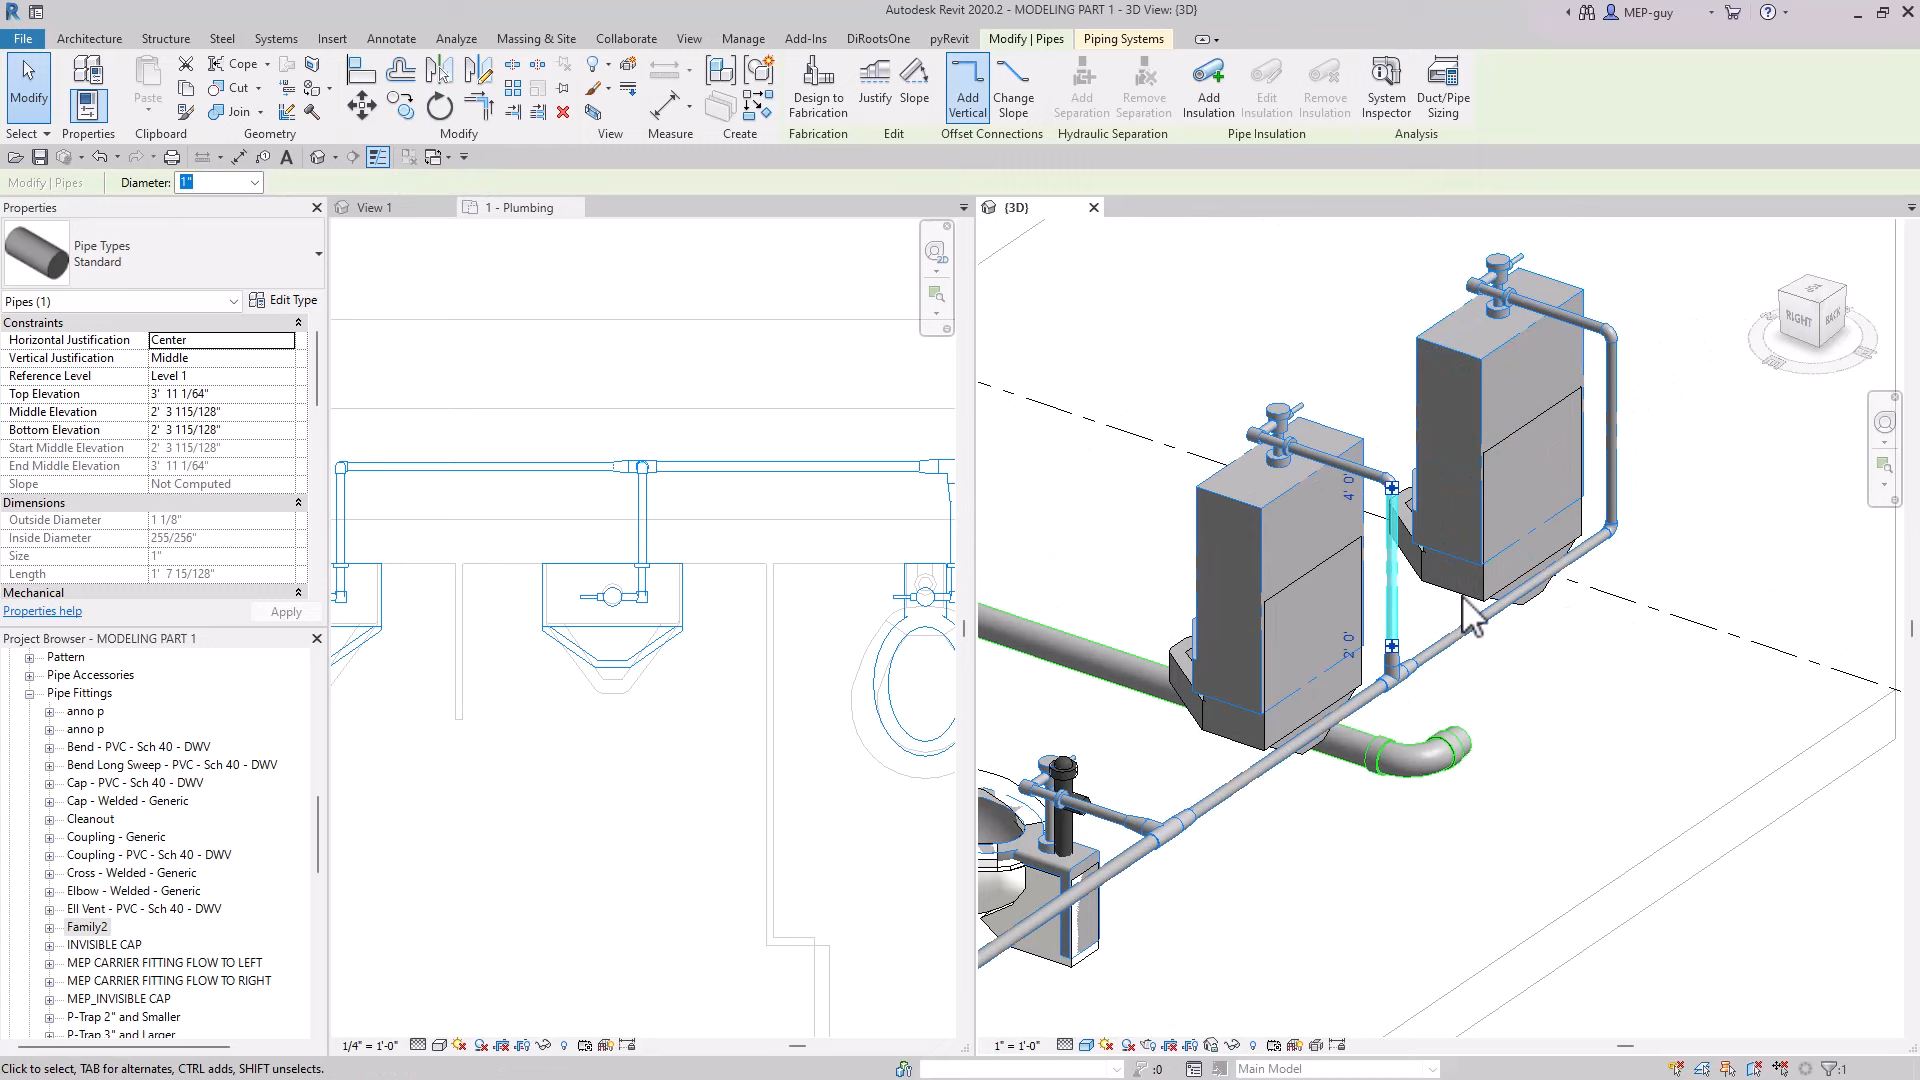 Autodesk Revit 2020.2 - MODELING PART 1 - 3D View: {3D}
MEP-guy
File Architecture Structure Steel Systems Insert Annotate Analyze Massing & Site Collaborate View Manage Add-Ins DiRootsOne pyRevit Modify | Pipes Piping Systems
Modify
Paste
Cope
Cut
Join
Design to Fabrication
Justify
Slope
Add Vertical
Change Slope
Add Separation
Remove Separation
Add Insulation
Edit Insulation
Remove Insulation
System Inspector
Duct/Pipe Sizing
Select Properties Clipboard Geometry Modify View Measure Create Fabrication Edit Offset Connections Hydraulic Separation Pipe Insulation Analysis
Modify | Pipes Diameter: 1"
Properties
Pipe Types
Standard
Pipes (1) Edit Type
Constraints
Horizontal Justification Center
Vertical Justification Middle
Reference Level Level 1
Top Elevation 3' 11 1/64"
Middle Elevation 2' 3 115/128"
Bottom Elevation 2' 3 115/128"
Start Middle Elevation 2' 3 115/128"
End Middle Elevation 3' 11 1/64"
Slope Not Computed
Dimensions
Outside Diameter 1 1/8"
Inside Diameter 255/256"
Size 1"
Length 1' 7 15/128"
Mechanical
Properties help Apply
Project Browser - MODELING PART 1
Pattern
Pipe Accessories
Pipe Fittings
anno p
anno p
Bend - PVC - Sch 40 - DWV
Bend Long Sweep - PVC - Sch 40 - DWV
Cap - PVC - Sch 40 - DWV
Cap - Welded - Generic
Cleanout
Coupling - Generic
Coupling - PVC - Sch 40 - DWV
Cross - Welded - Generic
Elbow - Welded - Generic
Ell Vent - PVC - Sch 40 - DWV
Family2
INVISIBLE CAP
MEP CARRIER FITTING FLOW TO LEFT
MEP CARRIER FITTING FLOW TO RIGHT
MEP_INVISIBLE CAP
P-Trap 2" and Smaller
P-Trap 3" and Larger
View 1
1 - Plumbing
2D
1/4" = 1'-0"
{3D}
4' 0"
2' 0"
RIGHT
BACK
1" = 1'-0"
Click to select, TAB for alternates, CTRL adds, SHIFT unselects.
:0
Main Model
:1